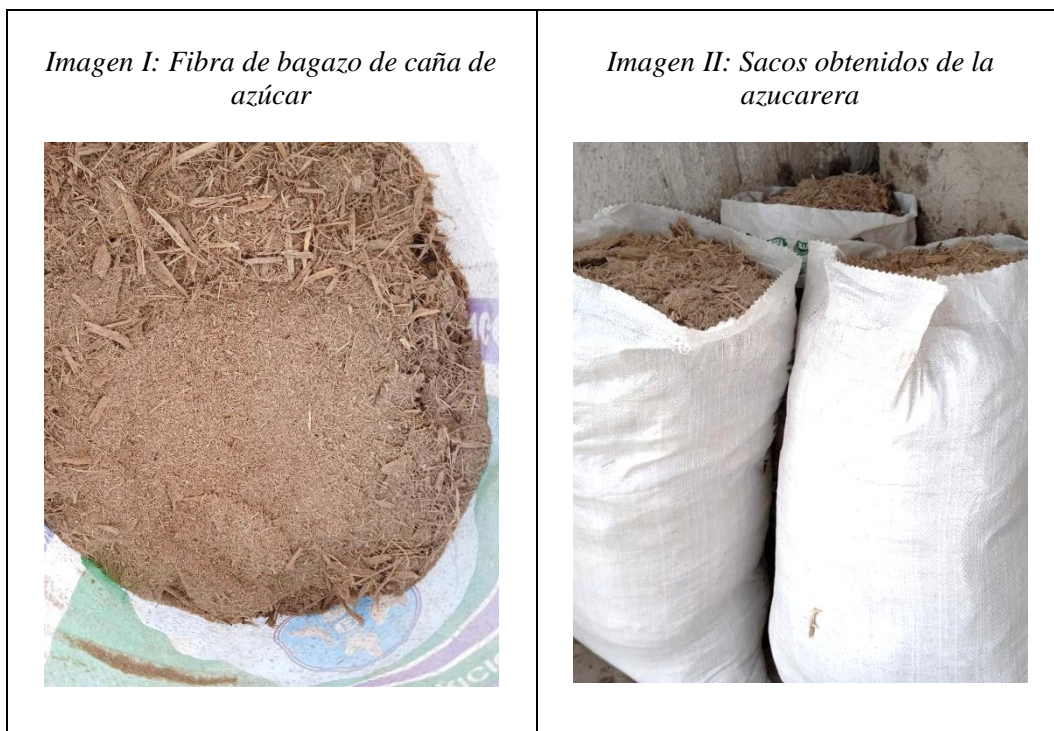 Imagen I: Fibra de bagazo de caña de
azúcar
Imagen II: Sacos obtenidos de la
azucarera